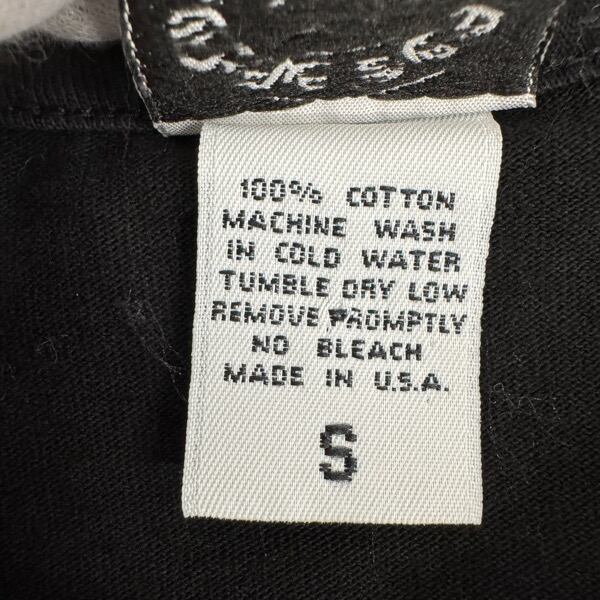 100% COTTON
MACHINE WASH
IN COLD WATER
TUMBLE DRY LOW
REMOVE PROMPTLY
NO BLEACH
MADE IN U.S.A.
S